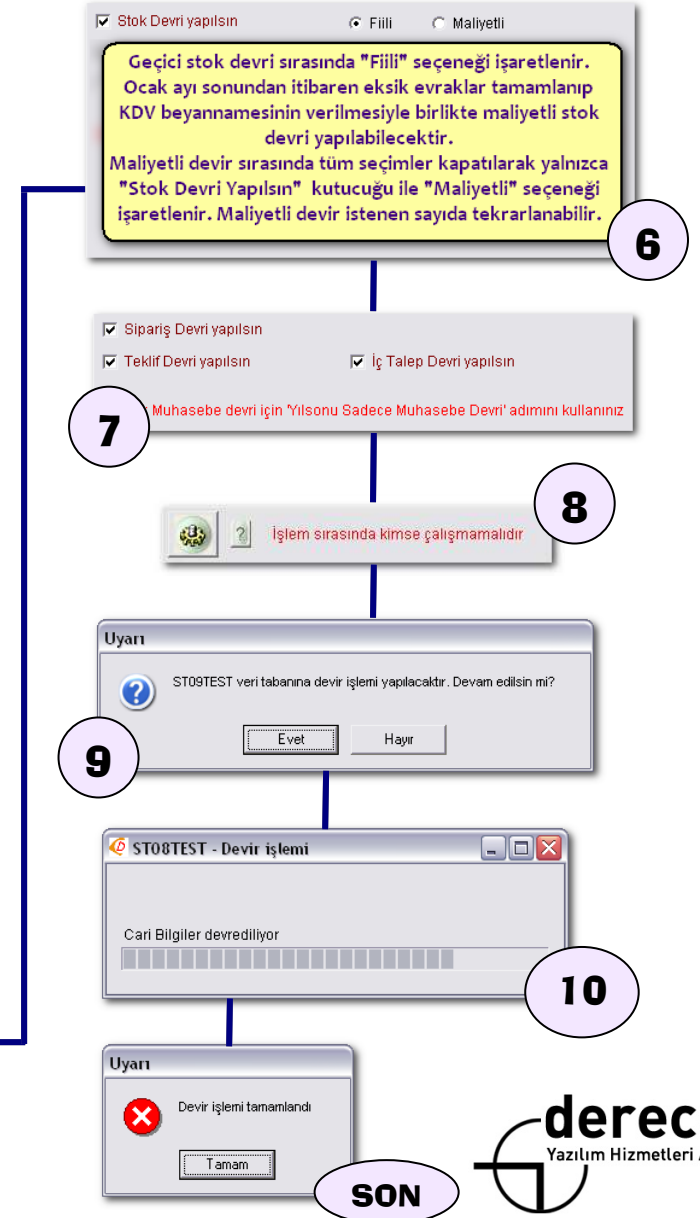 Stok Devri yapılsın Fiili Maliyetli
Geçici stok devri sırasında "Fiili" seçeneği işaretlenir.
Ocak ayı sonundan itibaren eksik evraklar tamamlanıp
KDV beyannamesinin verilmesiyle birlikte maliyetli stok
devri yapılabilecektir.
Maliyetli devir sırasında tüm seçimler kapatılarak yalnızca
"Stok Devri Yapılsın" kutucuğu ile "Maliyetli" seçeneği
işaretlenir. Maliyetli devir istenen sayıda tekrarlanabilir.
6
Sipariş Devri yapılsın
Teklif Devri yapılsın İç Talep Devri yapılsın
Muhasebe devri için 'Yılsonu Sadece Muhasebe Devri' adımını kullanınız
7
8
? İşlem sırasında kimse çalışmamalıdır
Uyarı
ST09TEST veri tabanına devir işlemi yapılacaktır. Devam edilsin mi?
Evet Hayır
9
ST08TEST - Devir işlemi
Cari Bilgiler devrediliyor
10
Uyarı
Devir işlemi tamamlandı
Tamam
SON
derec
Yazılım Hizmetleri